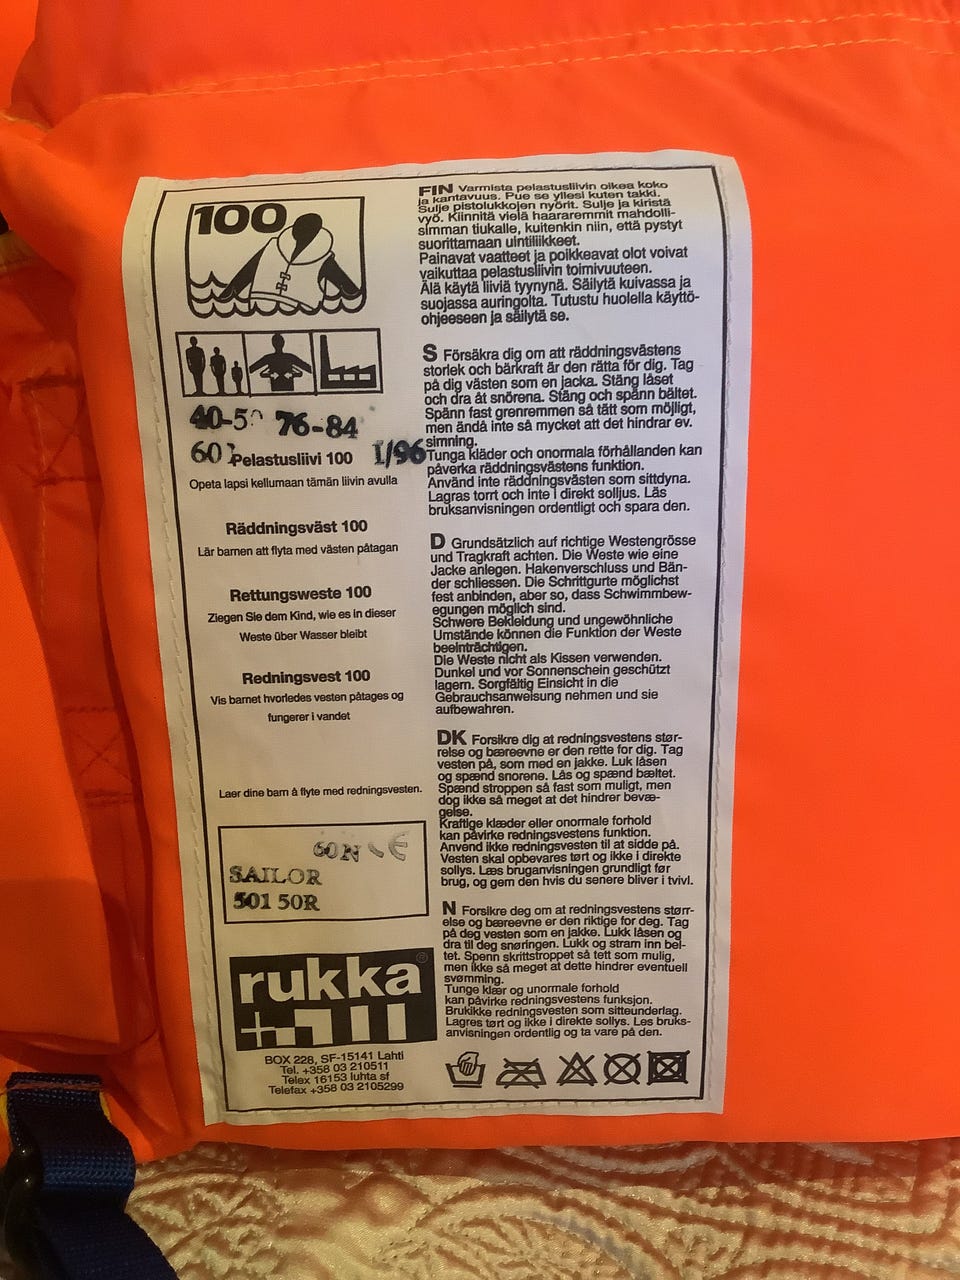 100
40-5 76-84
60
Pelastusliivi 100 I/96
Opeta lapsi kellumaan tämän liivin avulla
Räddningsväst 100
Lär barnen att flyta med västen påtagan
Rettungsweste 100
Ziegen Sie dem Kind, wie es in dieser
Weste über Wasser bleibt
Redningsvest 100
Vis barnet hvorledes vesten påtages og
fungerer i vandet
Laer dine barn å flyte med redningsvesten.
60 N CE
SAILOR
501 50R
rukka®
BOX 228, SF-15141 Lahti
Tel. +358 03 210511
Telex 16153 luhta sf
Telefax +358 03 2105299
FIN Varmista pelastusliivin oikea koko
ja kantavuus. Pue se yllesi kuten takki.
Sulje pistolukkojen nyörit. Sulje ja kiristä
vyö. Kiinnitä vielä haararemmit mahdolli-
simman tiukalle, kuitenkin niin, että pystyt
suorittamaan uintiliikkeet.
Painavat vaatteet ja poikkeavat olot voivat
vaikuttaa pelastusliivin toimivuuteen.
Älä käytä liiviä tyynynä. Säilytä kuivassa ja
suojassa auringolta. Tutustu huolella käyttö-
ohjeeseen ja säilytä se.
S Försäkra dig om att räddningsvästens
storlek och bärkraft är den rätta för dig. Tag
på dig västen som en jacka. Stäng låset
och dra åt snörena. Stäng och spänn bältet.
Spänn fast grenremmen så tätt som möjligt,
men ändå inte så mycket att det hindrar ev.
simning.
Tunga kläder och onormala förhållanden kan
påverka räddningsvästens funktion.
Använd inte räddningsvästen som sittdyna.
Lagras torrt och inte i direkt solljus. Läs
bruksanvisningen ordentligt och spara den.
D Grundsätzlich auf richtige Westengrösse
und Tragkraft achten. Die Weste wie eine
Jacke anlegen. Hakenverschluss und Bän-
der schliessen. Die Schrittgurte möglichst
fest anbinden, aber so, dass Schwimmbew-
egungen möglich sind.
Schwere Bekleidung und ungewöhnliche
Umstände können die Funktion der Weste
beeinträchtigen.
Die Weste nicht als Kissen verwenden.
Dunkel und vor Sonnenschein geschützt
lagern. Sorgfältig Einsicht in die
Gebrauchsanweisung nehmen und sie
aufbewahren.
DK Forsikre dig at redningsvestens stør-
relse og bæreevne er den rette for dig. Tag
vesten på, som med en jakke. Luk låsen
og spænd snorene. Lås og spænd bæltet.
Spænd stroppen så fast som muligt, men
dog ikke så meget at det hindrer bevæ-
gelse.
Kraftige klæder eller onormale forhold
kan påvirke redningsvestens funktion.
Anvend ikke redningsvesten til at sidde på.
Vesten skal opbevares tørt og ikke i direkte
sollys. Læs bruganvisningen grundligt før
brug, og gem den hvis du senere bliver i tvivl.
N Forsikre deg om at redningsvestens størr-
else og bæreevne er den riktige for deg. Tag
på deg vesten som en jakke. Lukk låsen og
dra til deg snøringen. Lukk og stram inn bel-
tet. Spenn skrittstroppet så tett som mulig,
men ikke så meget at dette hindrer eventuell
svømming.
Tunge klær og unormale forhold
kan påvirke redningsvestens funksjon.
Brukikke redningsvesten som sitteunderlag.
Lagres tørt og ikke i direkte sollys. Les bruks-
anvisningen ordentlig og ta vare på den.